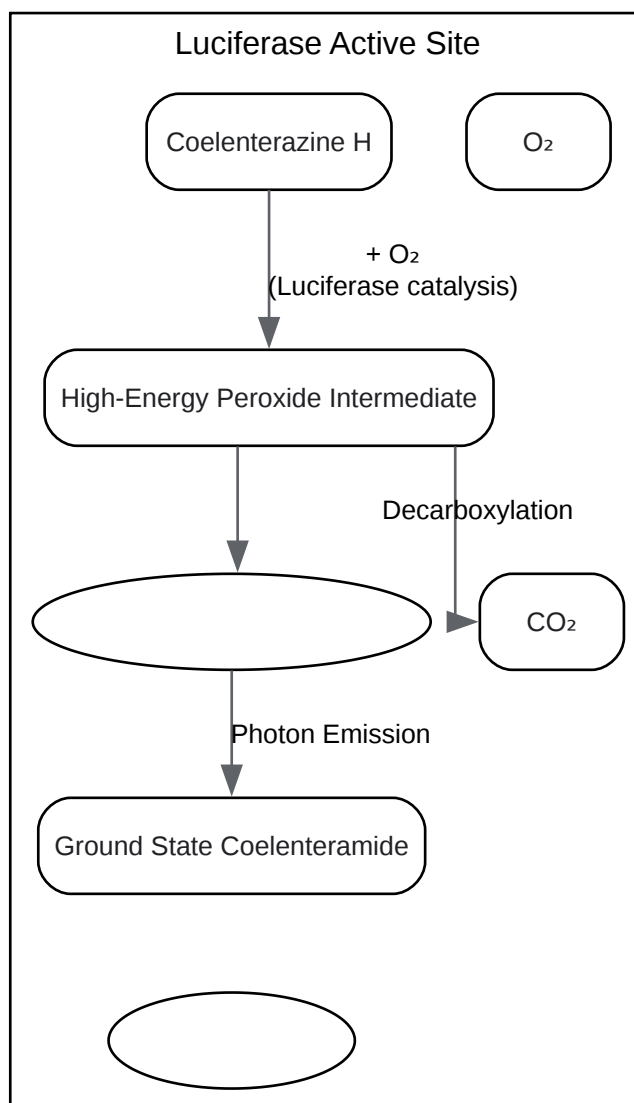 Luciferase Active Site
Coelenterazine H
O₂
+ O₂
(Luciferase catalysis)
High-Energy Peroxide Intermediate
Decarboxylation
CO₂
Photon Emission
Ground State Coelenteramide